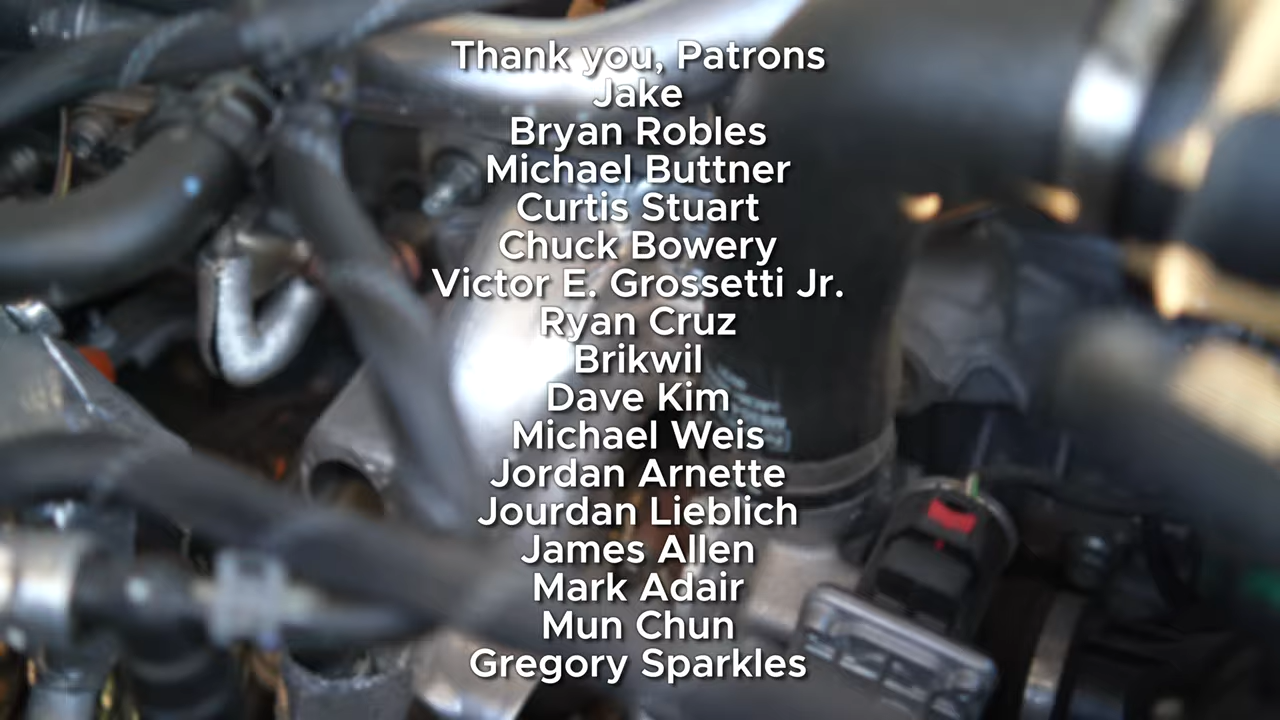 Thank you, Patrons
Jake
Bryan Robles
Michael Buttner
Curtis Stuart
Chuck Bowery
Victor E. Grossetti Jr.
Ryan Cruz
Brikwil
Dave Kim
Michael Weis
Jordan Arnette
Jourdan Lieblich
James Allen
Mark Adair
Mun Chun
Gregory Sparkles